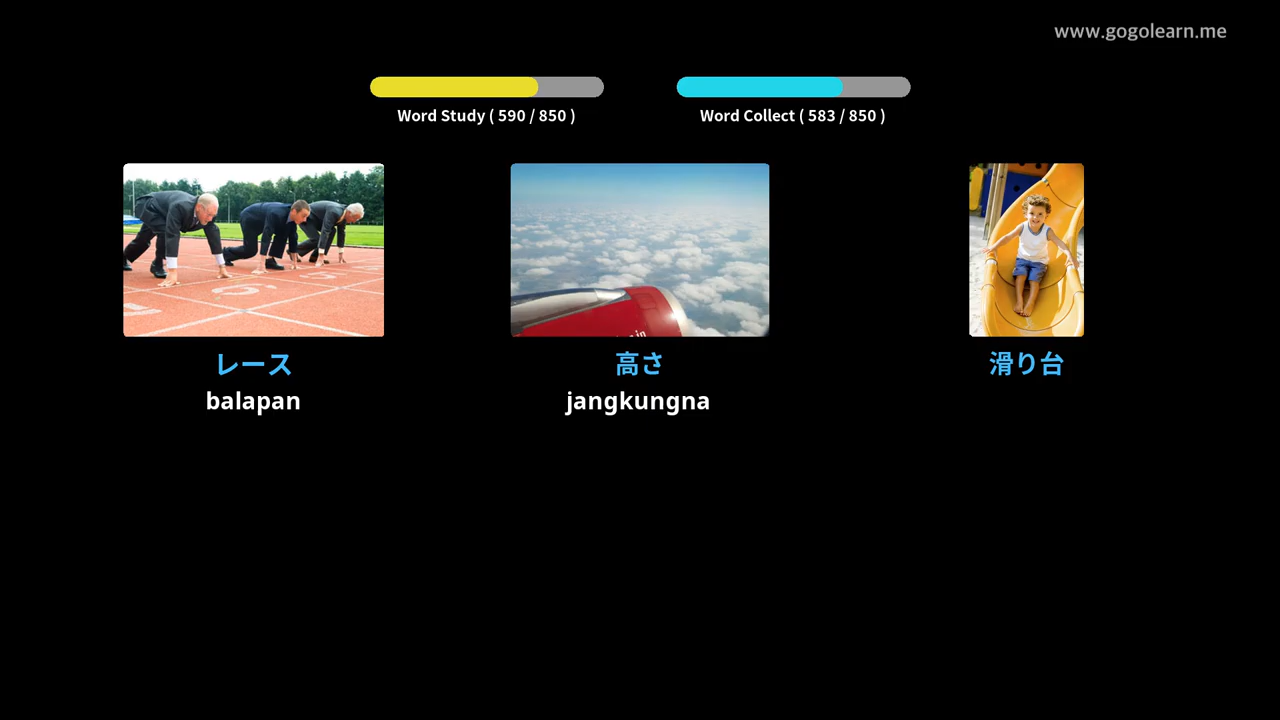 www.gogolearn.me
Word Study ( 590 / 850 )
Word Collect ( 583 / 850 )
レース
高さ
滑り台
balapan
jangkungna